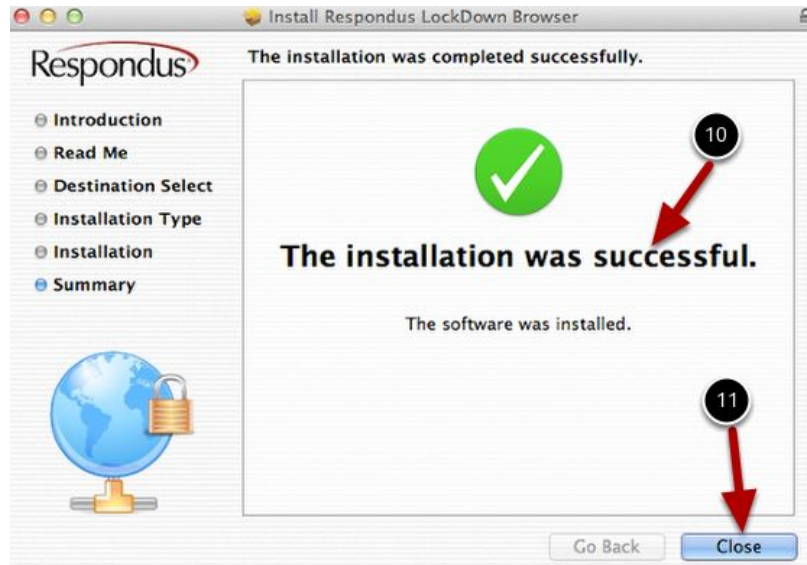 Install Respondus LockDown Browser
Respondus
The installation was completed successfully.
Introduction
Read Me
Destination Select
Installation Type
Installation
Summary
10
The installation was successful.
The software was installed.
11
Go Back
Close